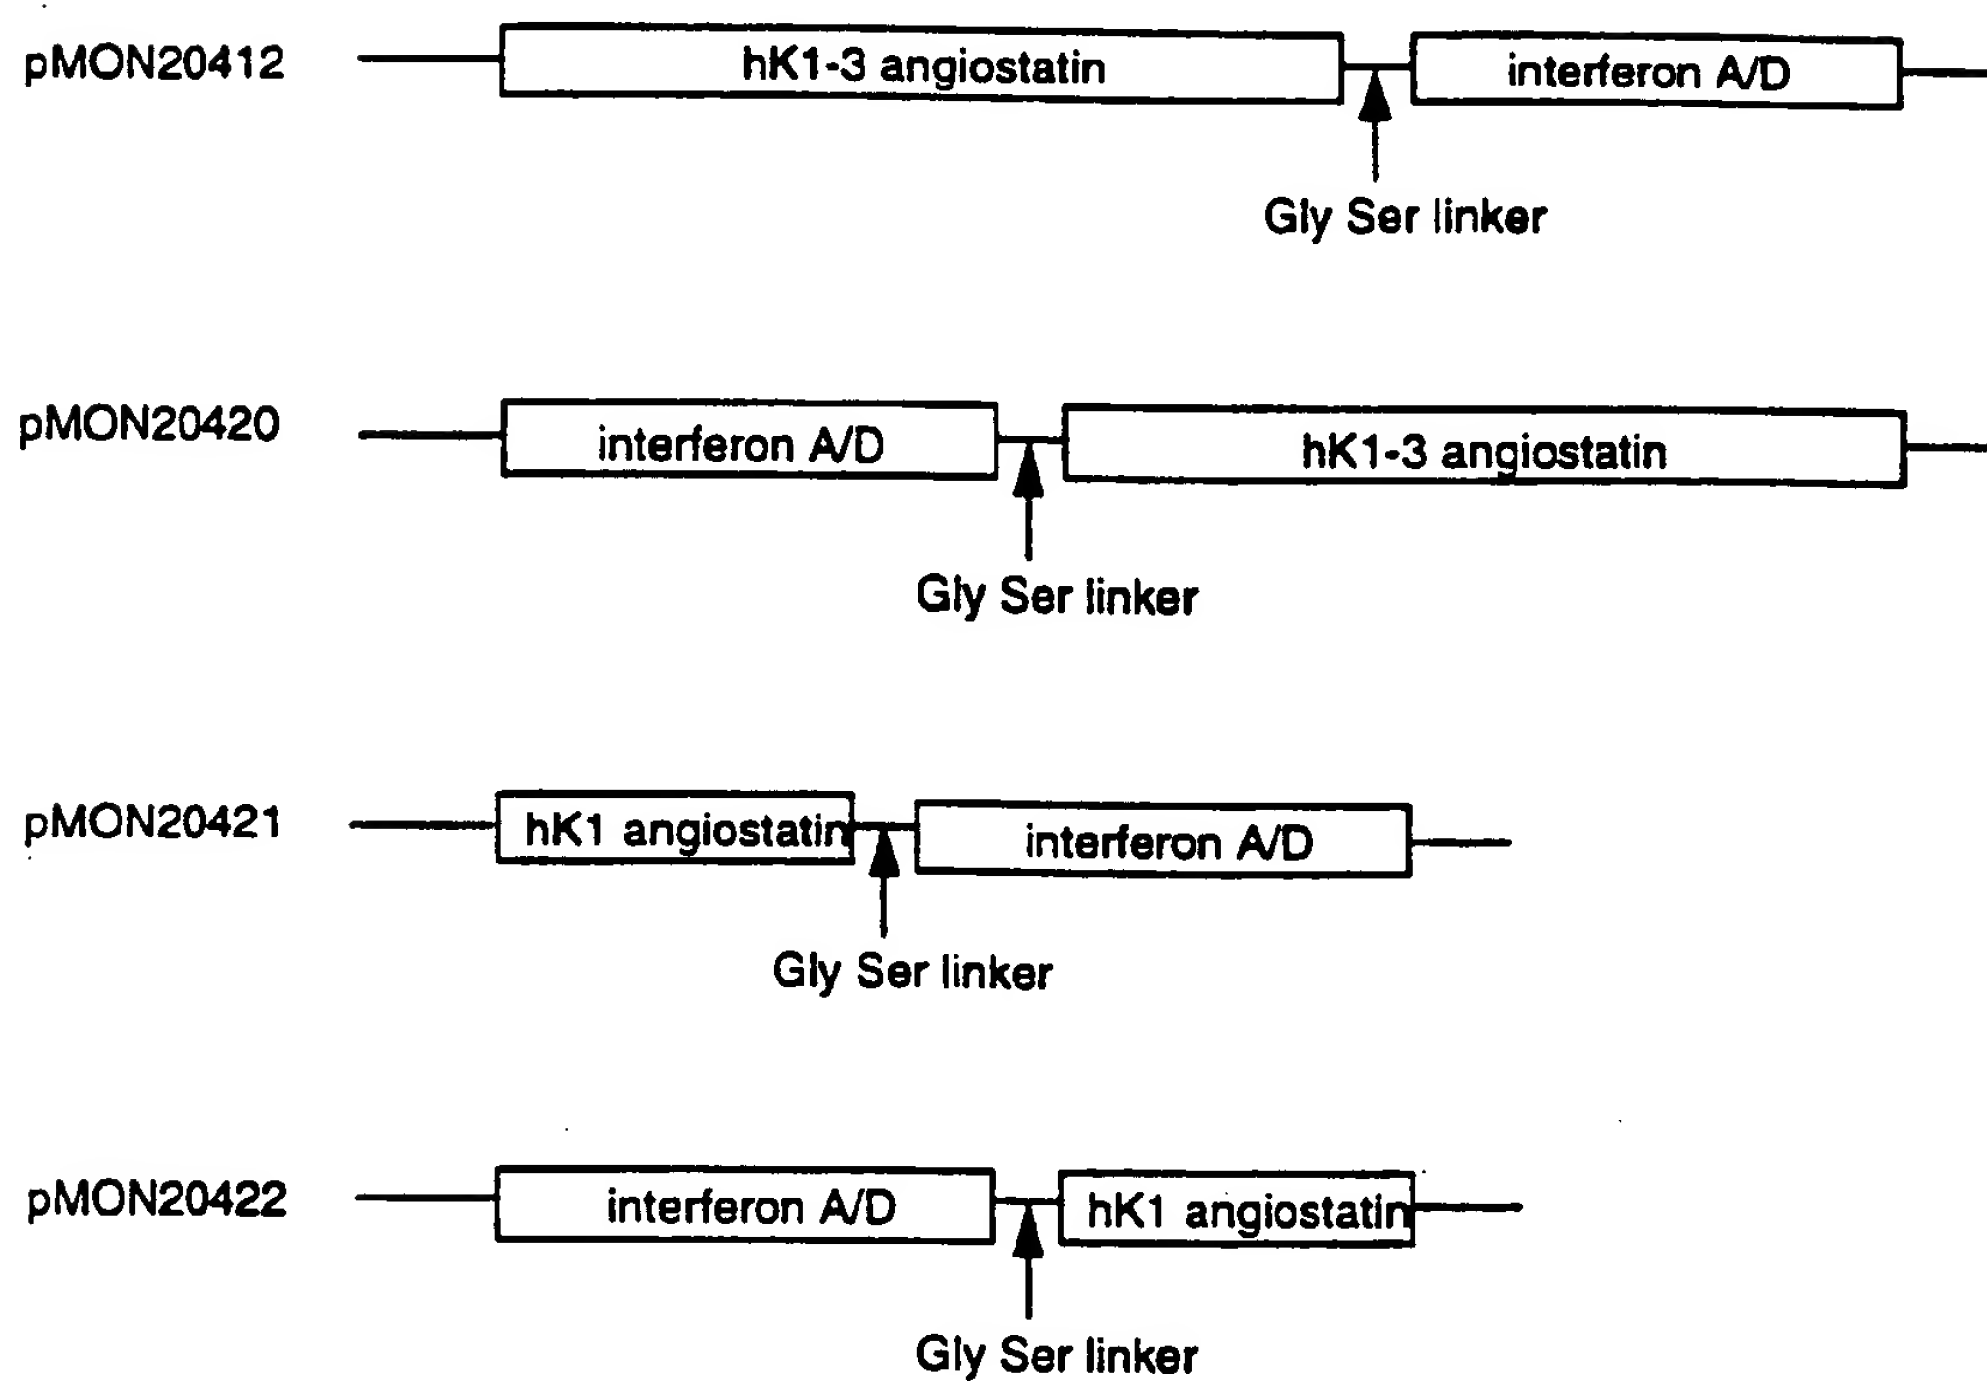 pMON20412 hK1-3 angiostatin interferon A/D
Gly Ser linker
pMON20420 interferon A/D hK1-3 angiostatin
Gly Ser linker
pMON20421 hK1 angiostatin interferon A/D
Gly Ser linker
pMON20422 interferon A/D hK1 angiostatin
Gly Ser linker